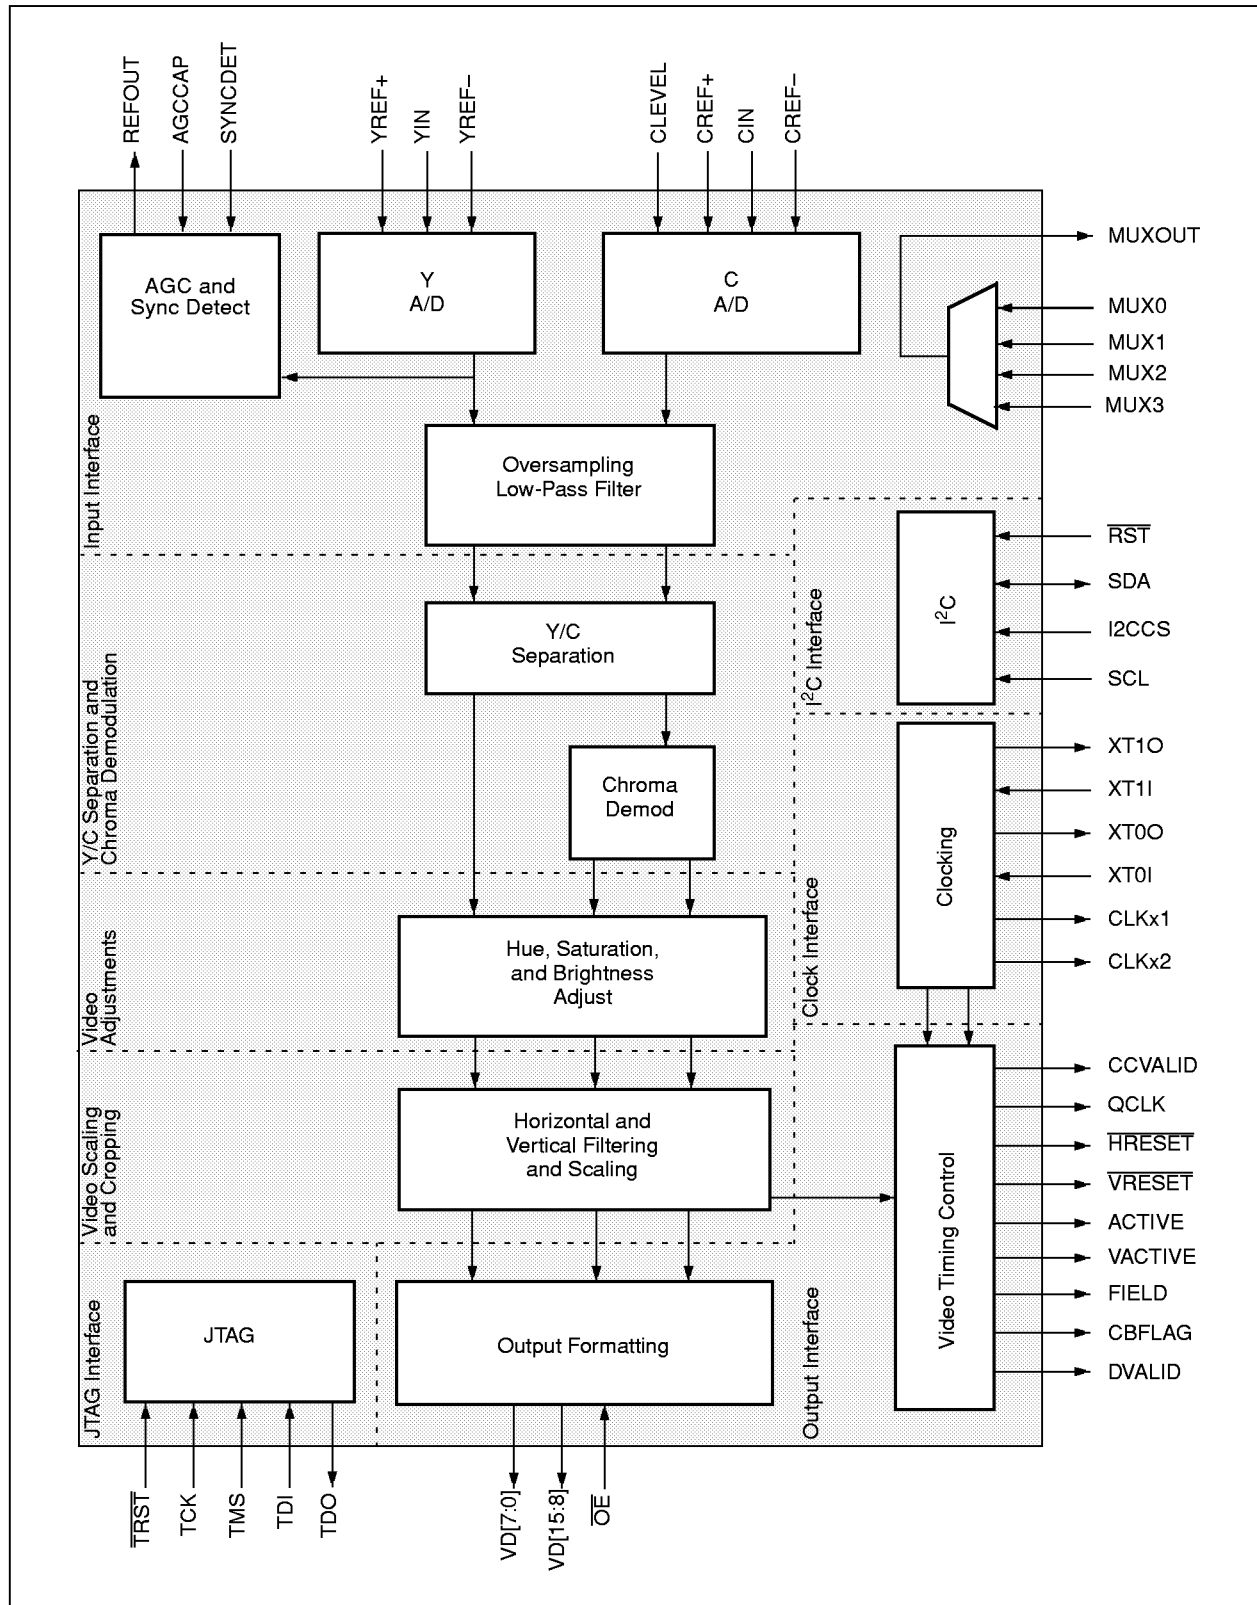 REFOUT
AGCCAP
SYNCDET
YREF+
YIN
YREF–
CLEVEL
CREF+
CIN
CREF–
AGC and
Sync Detect
Y
A/D
C
A/D
MUXOUT
MUX0
MUX1
MUX2
MUX3
Input Interface
Oversampling
Low-Pass Filter
I²C Interface
I²C
RST
SDA
I2CCS
SCL
Y/C Separation and
Chroma Demodulation
Y/C
Separation
Chroma
Demod
Clock Interface
Clocking
XT1O
XT1I
XT0O
XT0I
CLKx1
CLKx2
Video
Adjustments
Hue, Saturation,
and Brightness
Adjust
Video Scaling
and Cropping
Horizontal and
Vertical Filtering
and Scaling
Output Interface
Video Timing Control
CCVALID
QCLK
HRESET
VRESET
ACTIVE
VACTIVE
FIELD
CBFLAG
DVALID
JTAG Interface
JTAG
Output Formatting
TRST
TCK
TMS
TDI
TDO
VD[7:0]
VD[15:8]
OE